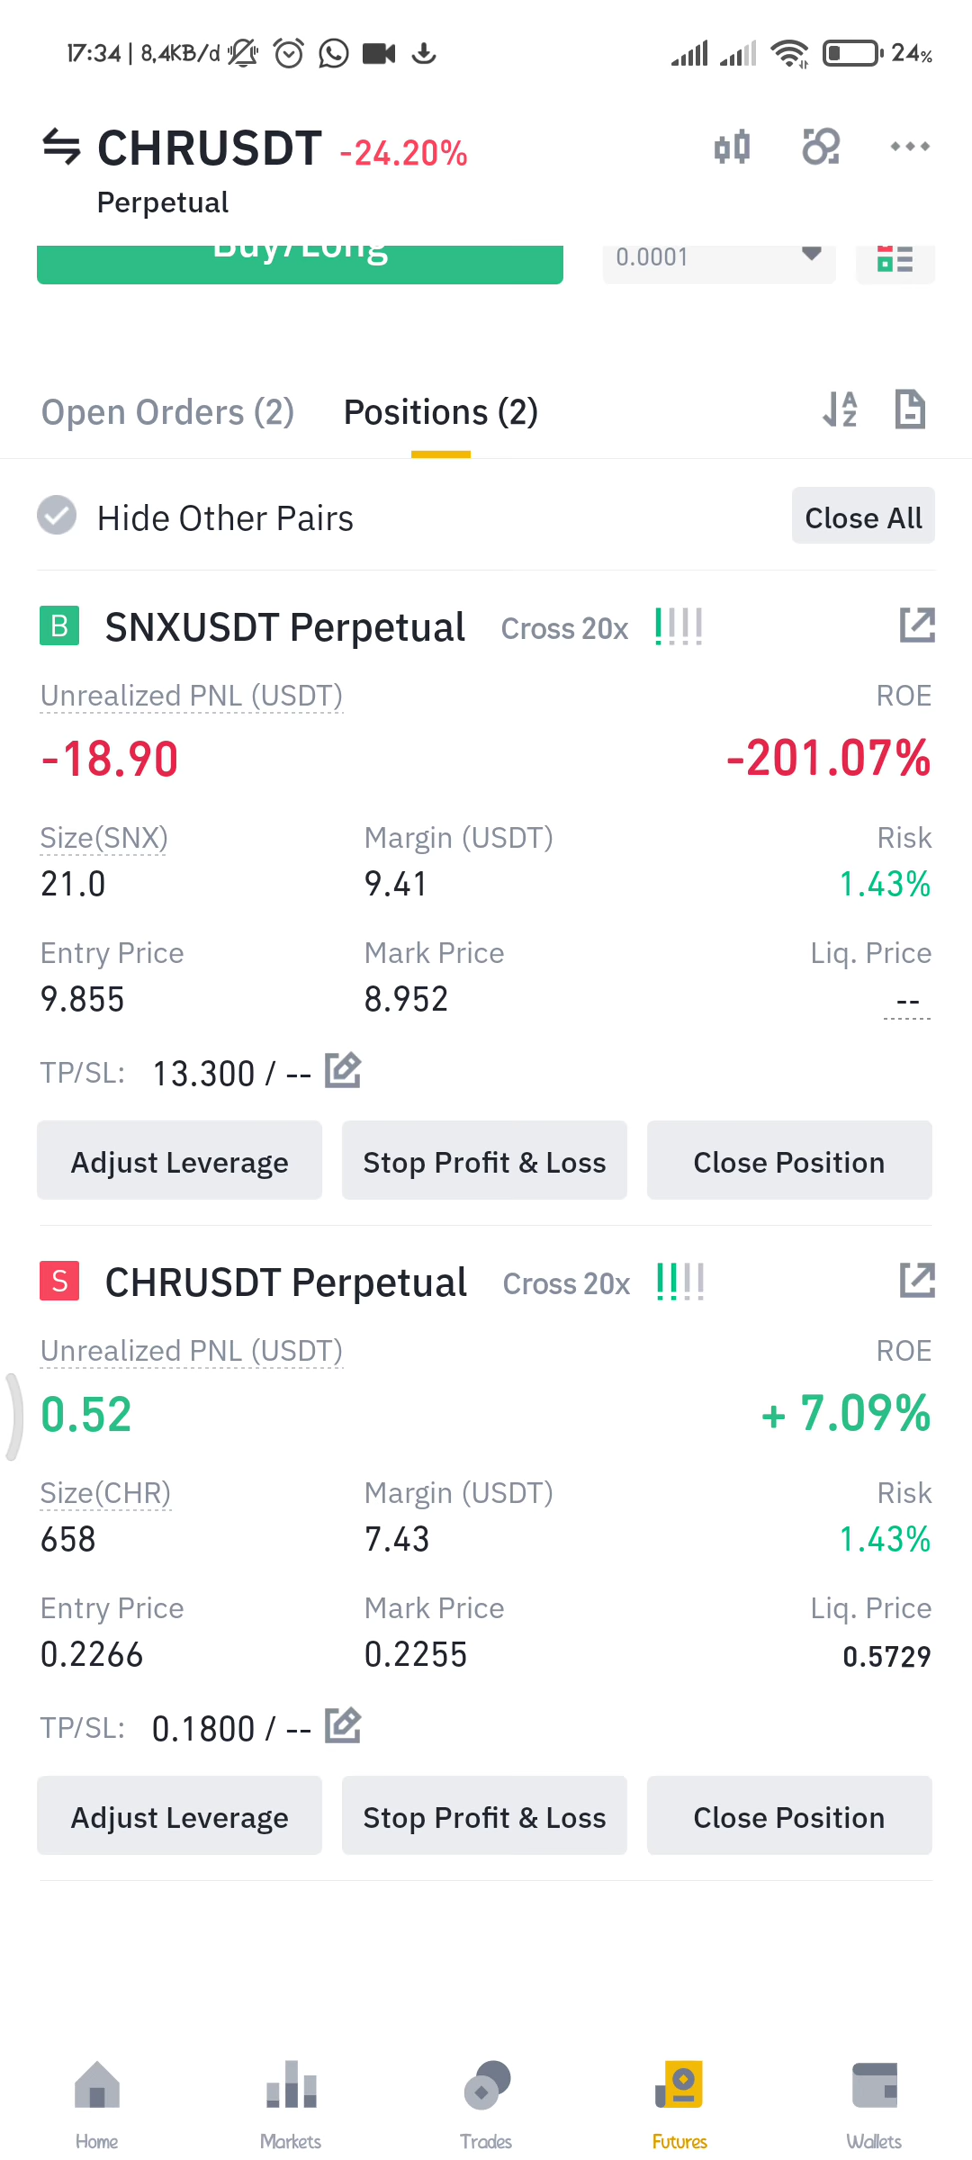 17:34 | 8,4KB/d 24%
CHRUSDT -24.20%
Perpetual
Buy/Long 0.0001
Open Orders (2) Positions (2)
Hide Other Pairs Close All
B SNXUSDT Perpetual Cross 20x
Unrealized PNL (USDT) ROE
-18.90 -201.07%
Size(SNX) Margin (USDT) Risk
21.0 9.41 1.43%
Entry Price Mark Price Liq. Price
9.855 8.952 --
TP/SL: 13.300 / --
Adjust Leverage Stop Profit & Loss Close Position
S CHRUSDT Perpetual Cross 20x
Unrealized PNL (USDT) ROE
0.52 + 7.09%
Size(CHR) Margin (USDT) Risk
658 7.43 1.43%
Entry Price Mark Price Liq. Price
0.2266 0.2255 0.5729
TP/SL: 0.1800 / --
Adjust Leverage Stop Profit & Loss Close Position
Home Markets Trades Futures Wallets